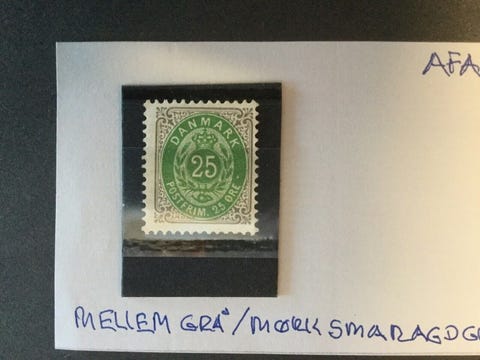 AFA
DANMARK
25
POSTFRIM. 25 ØRE.
MELLEM GRÅ/MØRK SMARAGDG